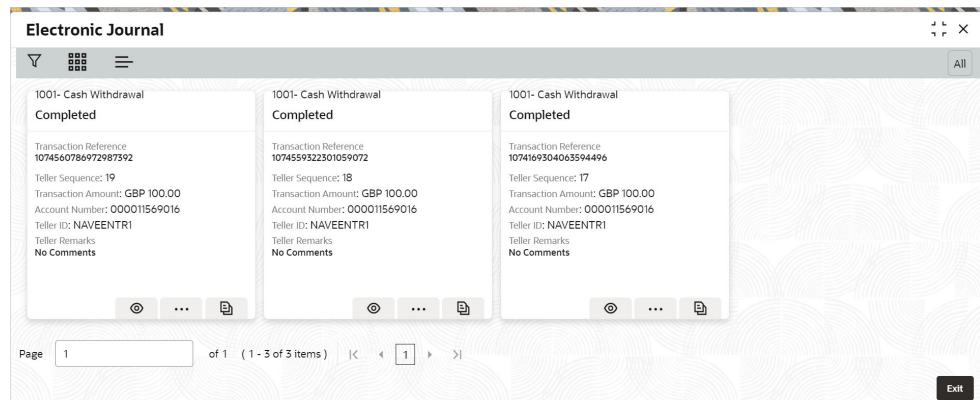 Electronic Journal
All
1001- Cash Withdrawal
Completed
Transaction Reference
1074560786972987392
Teller Sequence: 19
Transaction Amount: GBP 100.00
Account Number: 000011569016
Teller ID: NAVEENTR1
Teller Remarks
No Comments
1001- Cash Withdrawal
Completed
Transaction Reference
1074559322301059072
Teller Sequence: 18
Transaction Amount: GBP 100.00
Account Number: 000011569016
Teller ID: NAVEENTR1
Teller Remarks
No Comments
1001- Cash Withdrawal
Completed
Transaction Reference
1074169304063594496
Teller Sequence: 17
Transaction Amount: GBP 100.00
Account Number: 000011569016
Teller ID: NAVEENTR1
Teller Remarks
No Comments
Page 1 of 1 ( 1 - 3 of 3 items ) 1
Exit